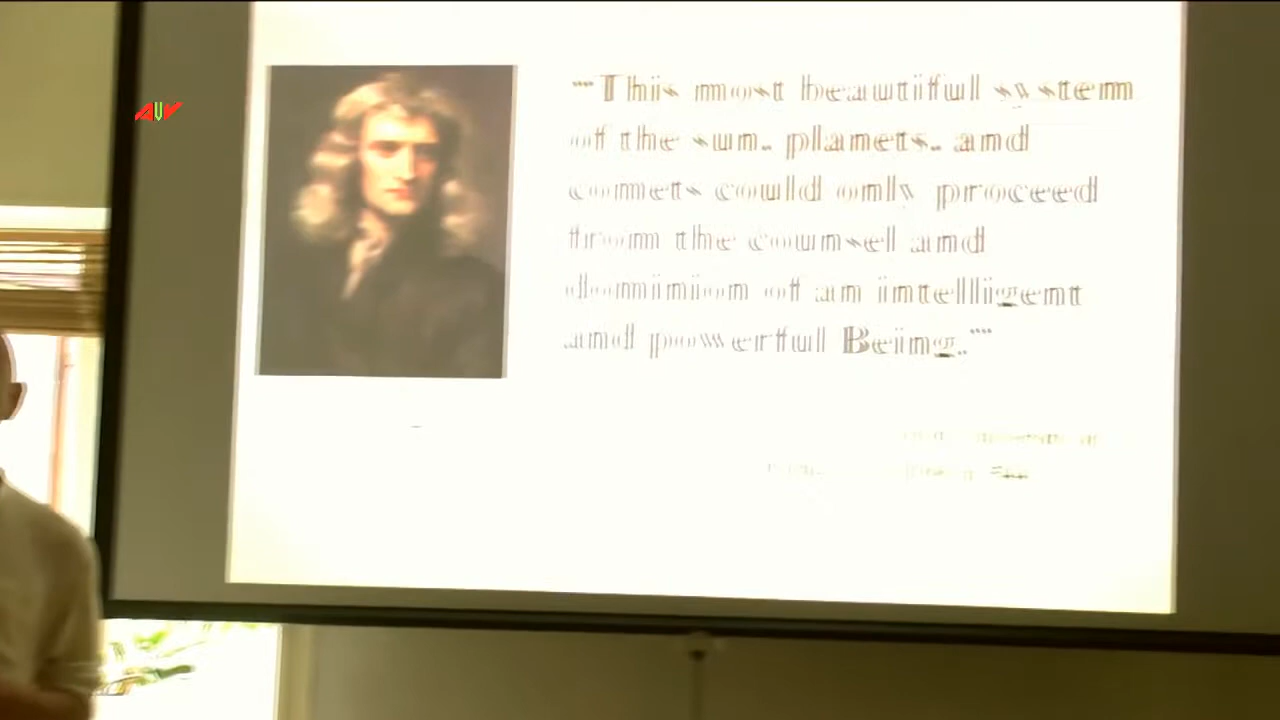 AV
"This most beautiful system
of the sun, planets, and
comets could only proceed
from the counsel and
dominion of an intelligent
and powerful Being."